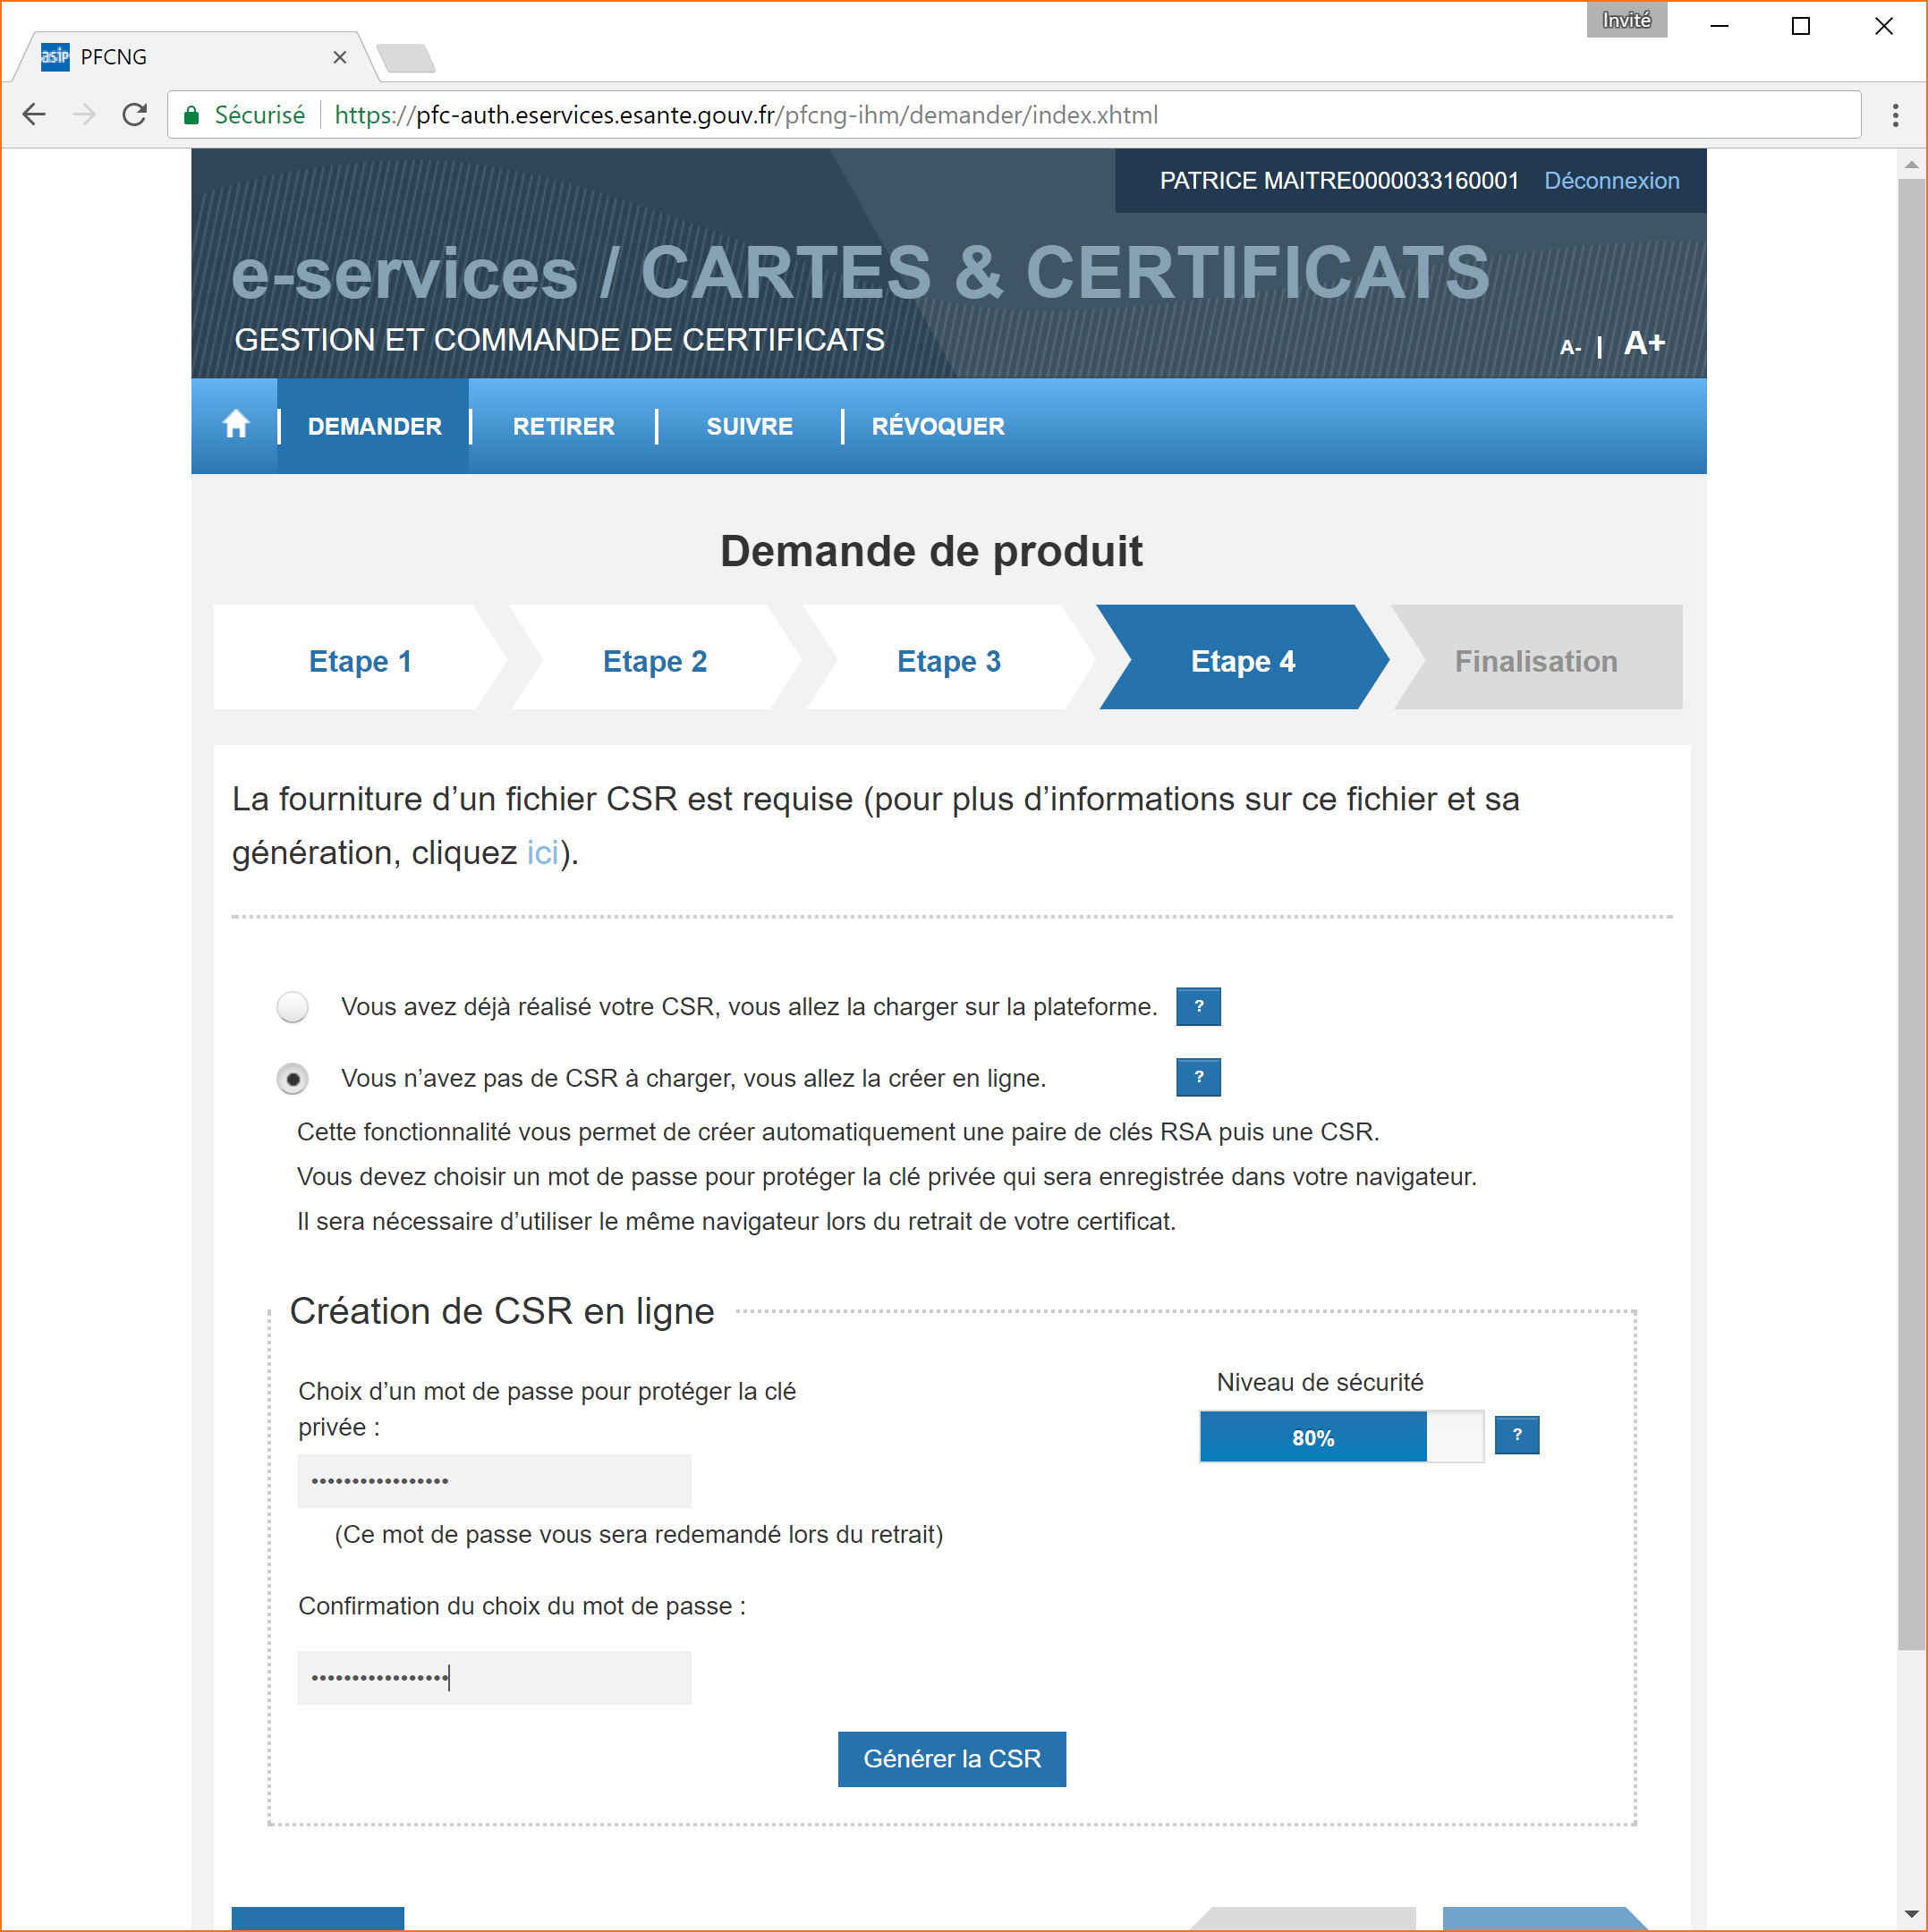 Invité
asip PFCNG
Sécurisé https://pfc-auth.eservices.esante.gouv.fr/pfcng-ihm/demander/index.xhtml
PATRICE MAITRE0000033160001 Déconnexion
e-services / CARTES & CERTIFICATS
GESTION ET COMMANDE DE CERTIFICATS
A- | A+
DEMANDER | RETIRER | SUIVRE | RÉVOQUER
Demande de produit
Etape 1 Etape 2 Etape 3 Etape 4 Finalisation
La fourniture d’un fichier CSR est requise (pour plus d’informations sur ce fichier et sa
génération, cliquez ici).
Vous avez déjà réalisé votre CSR, vous allez la charger sur la plateforme. ?
Vous n’avez pas de CSR à charger, vous allez la créer en ligne. ?
Cette fonctionnalité vous permet de créer automatiquement une paire de clés RSA puis une CSR.
Vous devez choisir un mot de passe pour protéger la clé privée qui sera enregistrée dans votre navigateur.
Il sera nécessaire d’utiliser le même navigateur lors du retrait de votre certificat.
Création de CSR en ligne
Niveau de sécurité
Choix d’un mot de passe pour protéger la clé
privée :
80% ?
•••••••••••••••••
(Ce mot de passe vous sera redemandé lors du retrait)
Confirmation du choix du mot de passe :
•••••••••••••••••
Générer la CSR